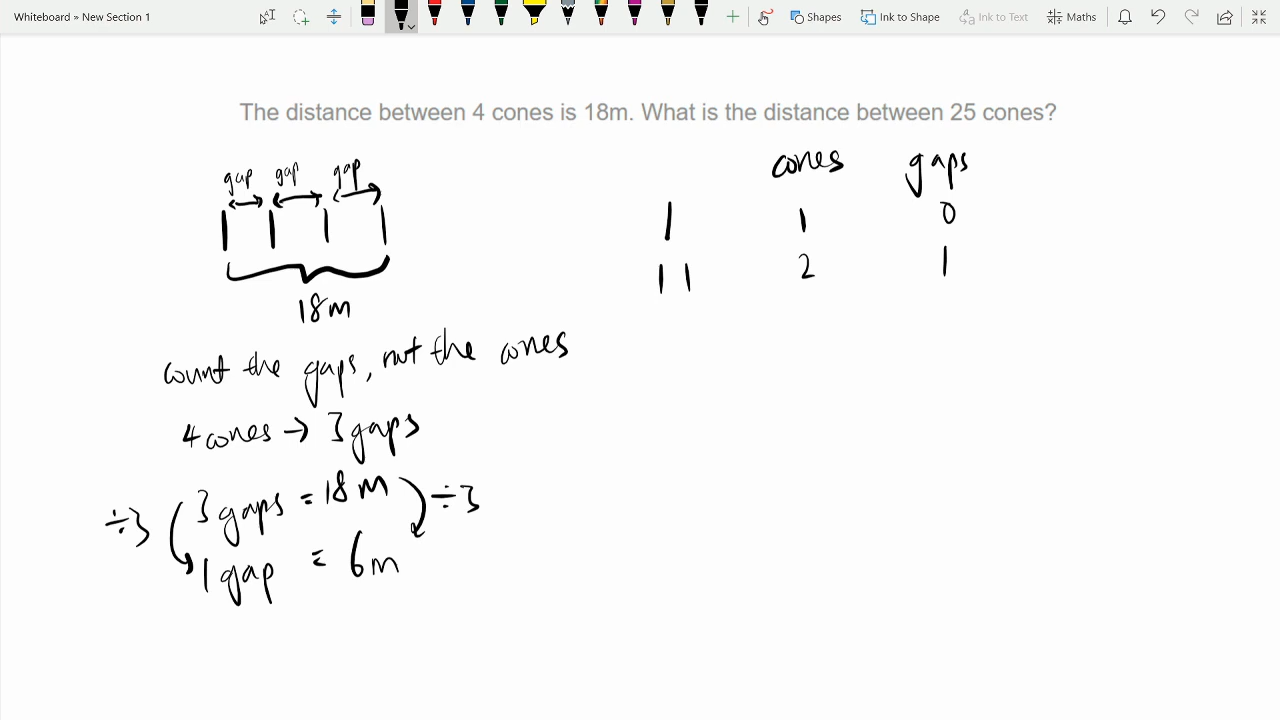 Whiteboard » New Section 1
Shapes Ink to Shape Ink to Text Maths
The distance between 4 cones is 18m. What is the distance between 25 cones?
gap gap gap
18m
count the gaps, not the cones
4 cones → 3 gaps
÷3 3 gaps = 18m ÷3
1 gap = 6m
cones gaps
1 0
2 1